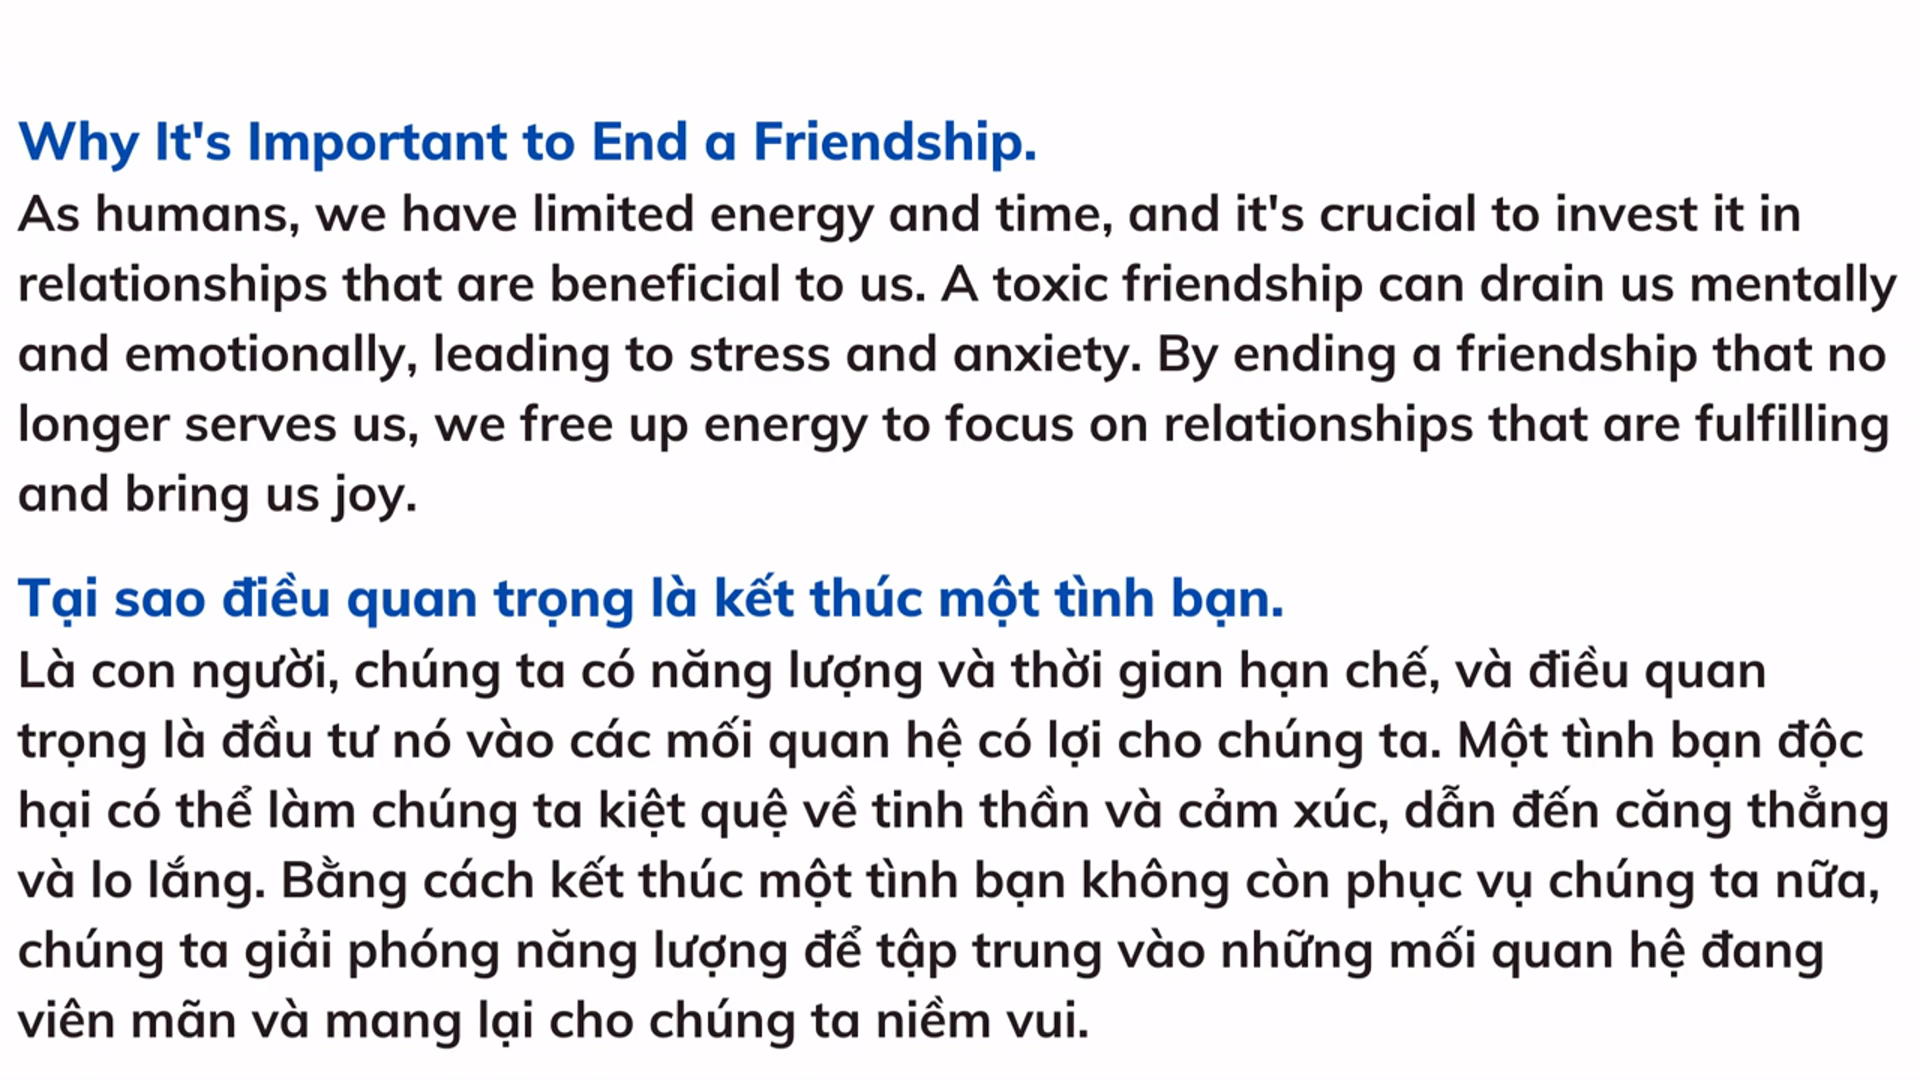 Why It's Important to End a Friendship.
As humans, we have limited energy and time, and it's crucial to invest it in
relationships that are beneficial to us. A toxic friendship can drain us mentally
and emotionally, leading to stress and anxiety. By ending a friendship that no
longer serves us, we free up energy to focus on relationships that are fulfilling
and bring us joy.
Tại sao điều quan trọng là kết thúc một tình bạn.
Là con người, chúng ta có năng lượng và thời gian hạn chế, và điều quan
trọng là đầu tư nó vào các mối quan hệ có lợi cho chúng ta. Một tình bạn độc
hại có thể làm chúng ta kiệt quệ về tinh thần và cảm xúc, dẫn đến căng thẳng
và lo lắng. Bằng cách kết thúc một tình bạn không còn phục vụ chúng ta nữa,
chúng ta giải phóng năng lượng để tập trung vào những mối quan hệ đang
viên mãn và mang lại cho chúng ta niềm vui.